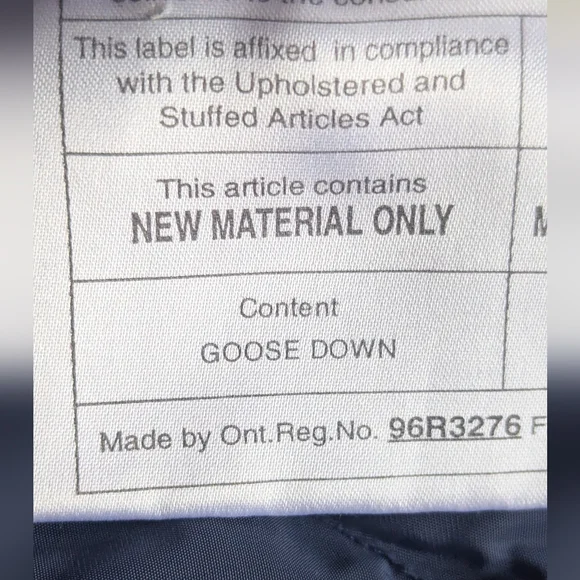 This label is affixed in compliance
with the Upholstered and
Stuffed Articles Act
This article contains
NEW MATERIAL ONLY
Content
GOOSE DOWN
Made by Ont.Reg.No. 96R3276 F